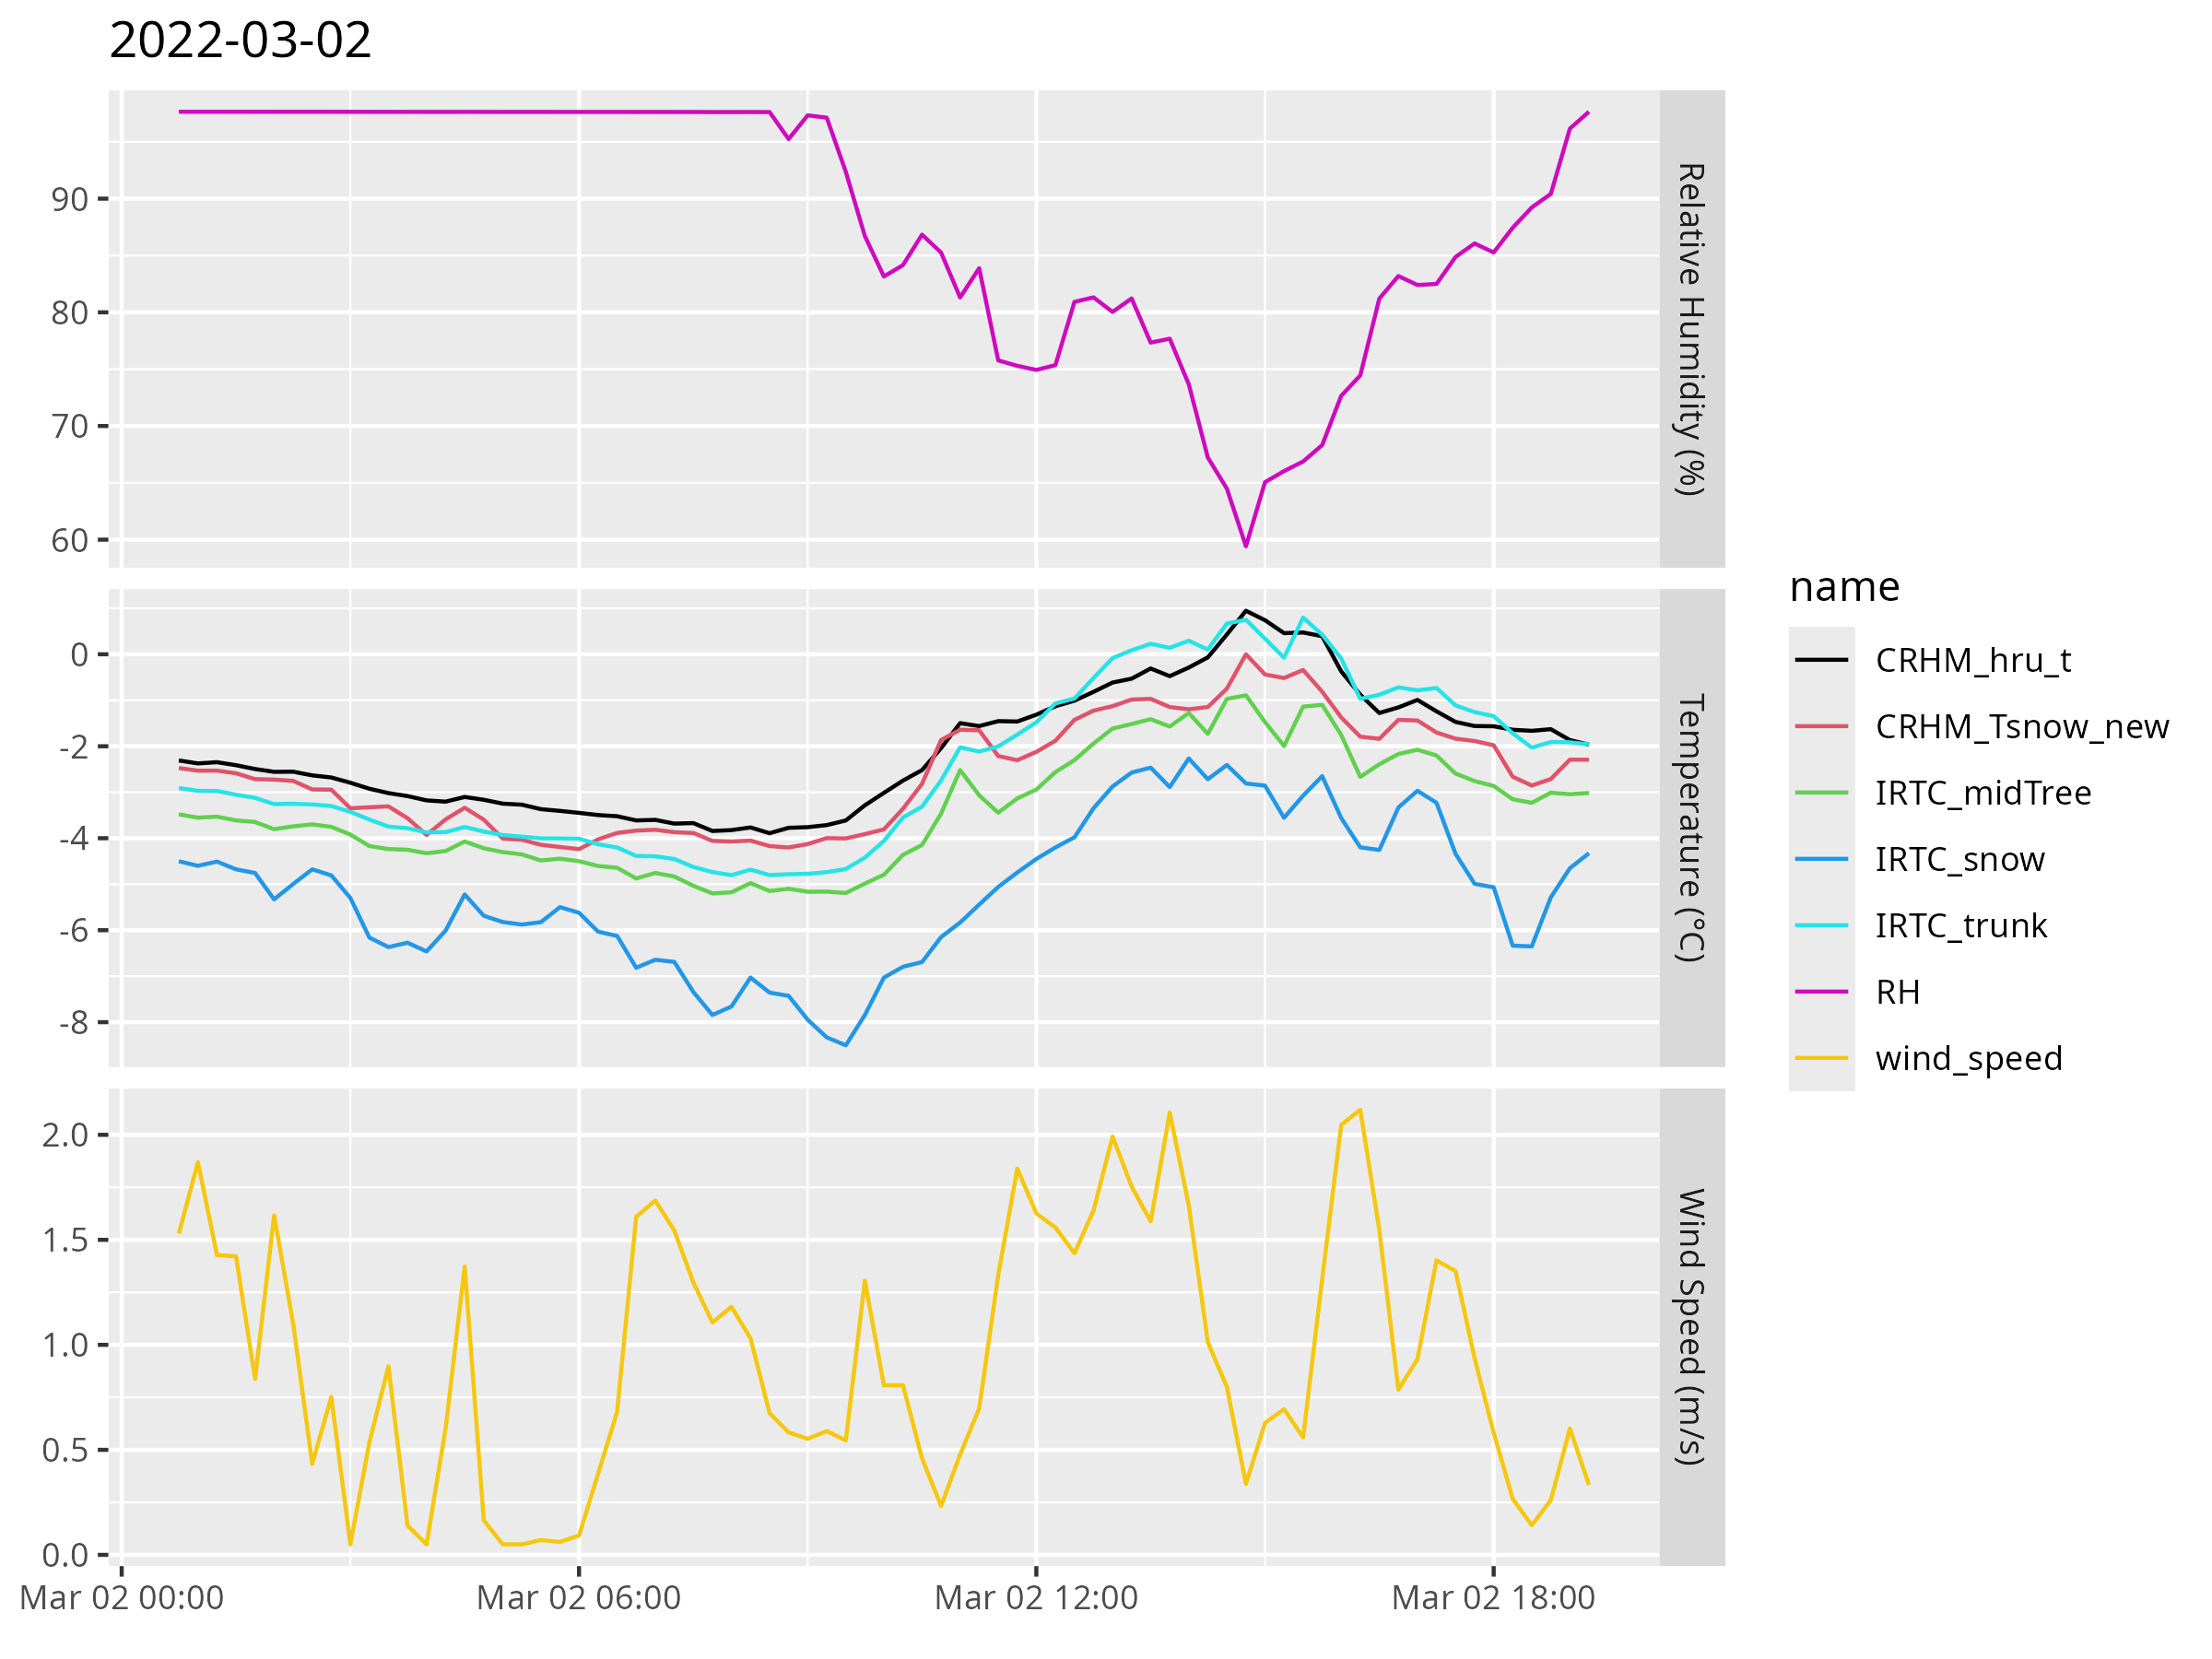 2022-03-02
90
80
70
60
Relative Humidity (%)
0
-2
-4
-6
-8
Temperature (°C)
2.0
1.5
1.0
0.5
0.0
Wind Speed (m/s)
Mar 02 00:00
Mar 02 06:00
Mar 02 12:00
Mar 02 18:00
name
CRHM_hru_t
CRHM_Tsnow_new
IRTC_midTree
IRTC_snow
IRTC_trunk
RH
wind_speed